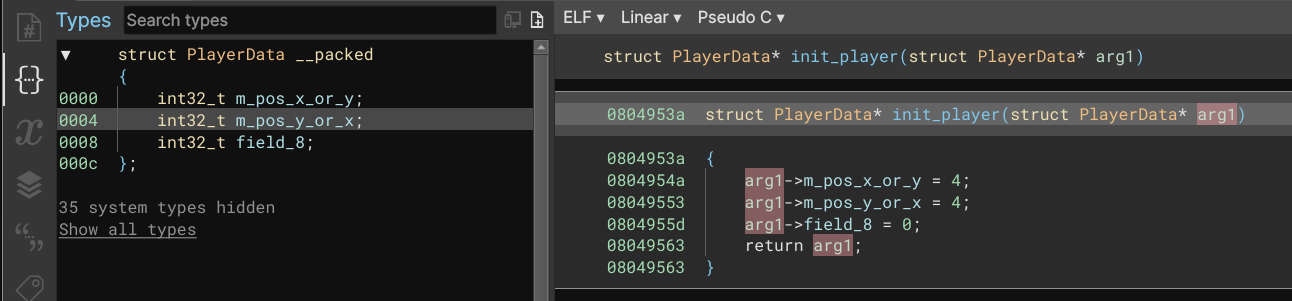 Types Search types
struct PlayerData __packed
{
0000 int32_t m_pos_x_or_y;
0004 int32_t m_pos_y_or_x;
0008 int32_t field_8;
000c };
35 system types hidden
Show all types
ELF ▾ Linear ▾ Pseudo C ▾
struct PlayerData* init_player(struct PlayerData* arg1)
0804953a struct PlayerData* init_player(struct PlayerData* arg1)
0804953a {
0804954a arg1->m_pos_x_or_y = 4;
08049553 arg1->m_pos_y_or_x = 4;
0804955d arg1->field_8 = 0;
08049563 return arg1;
08049563 }